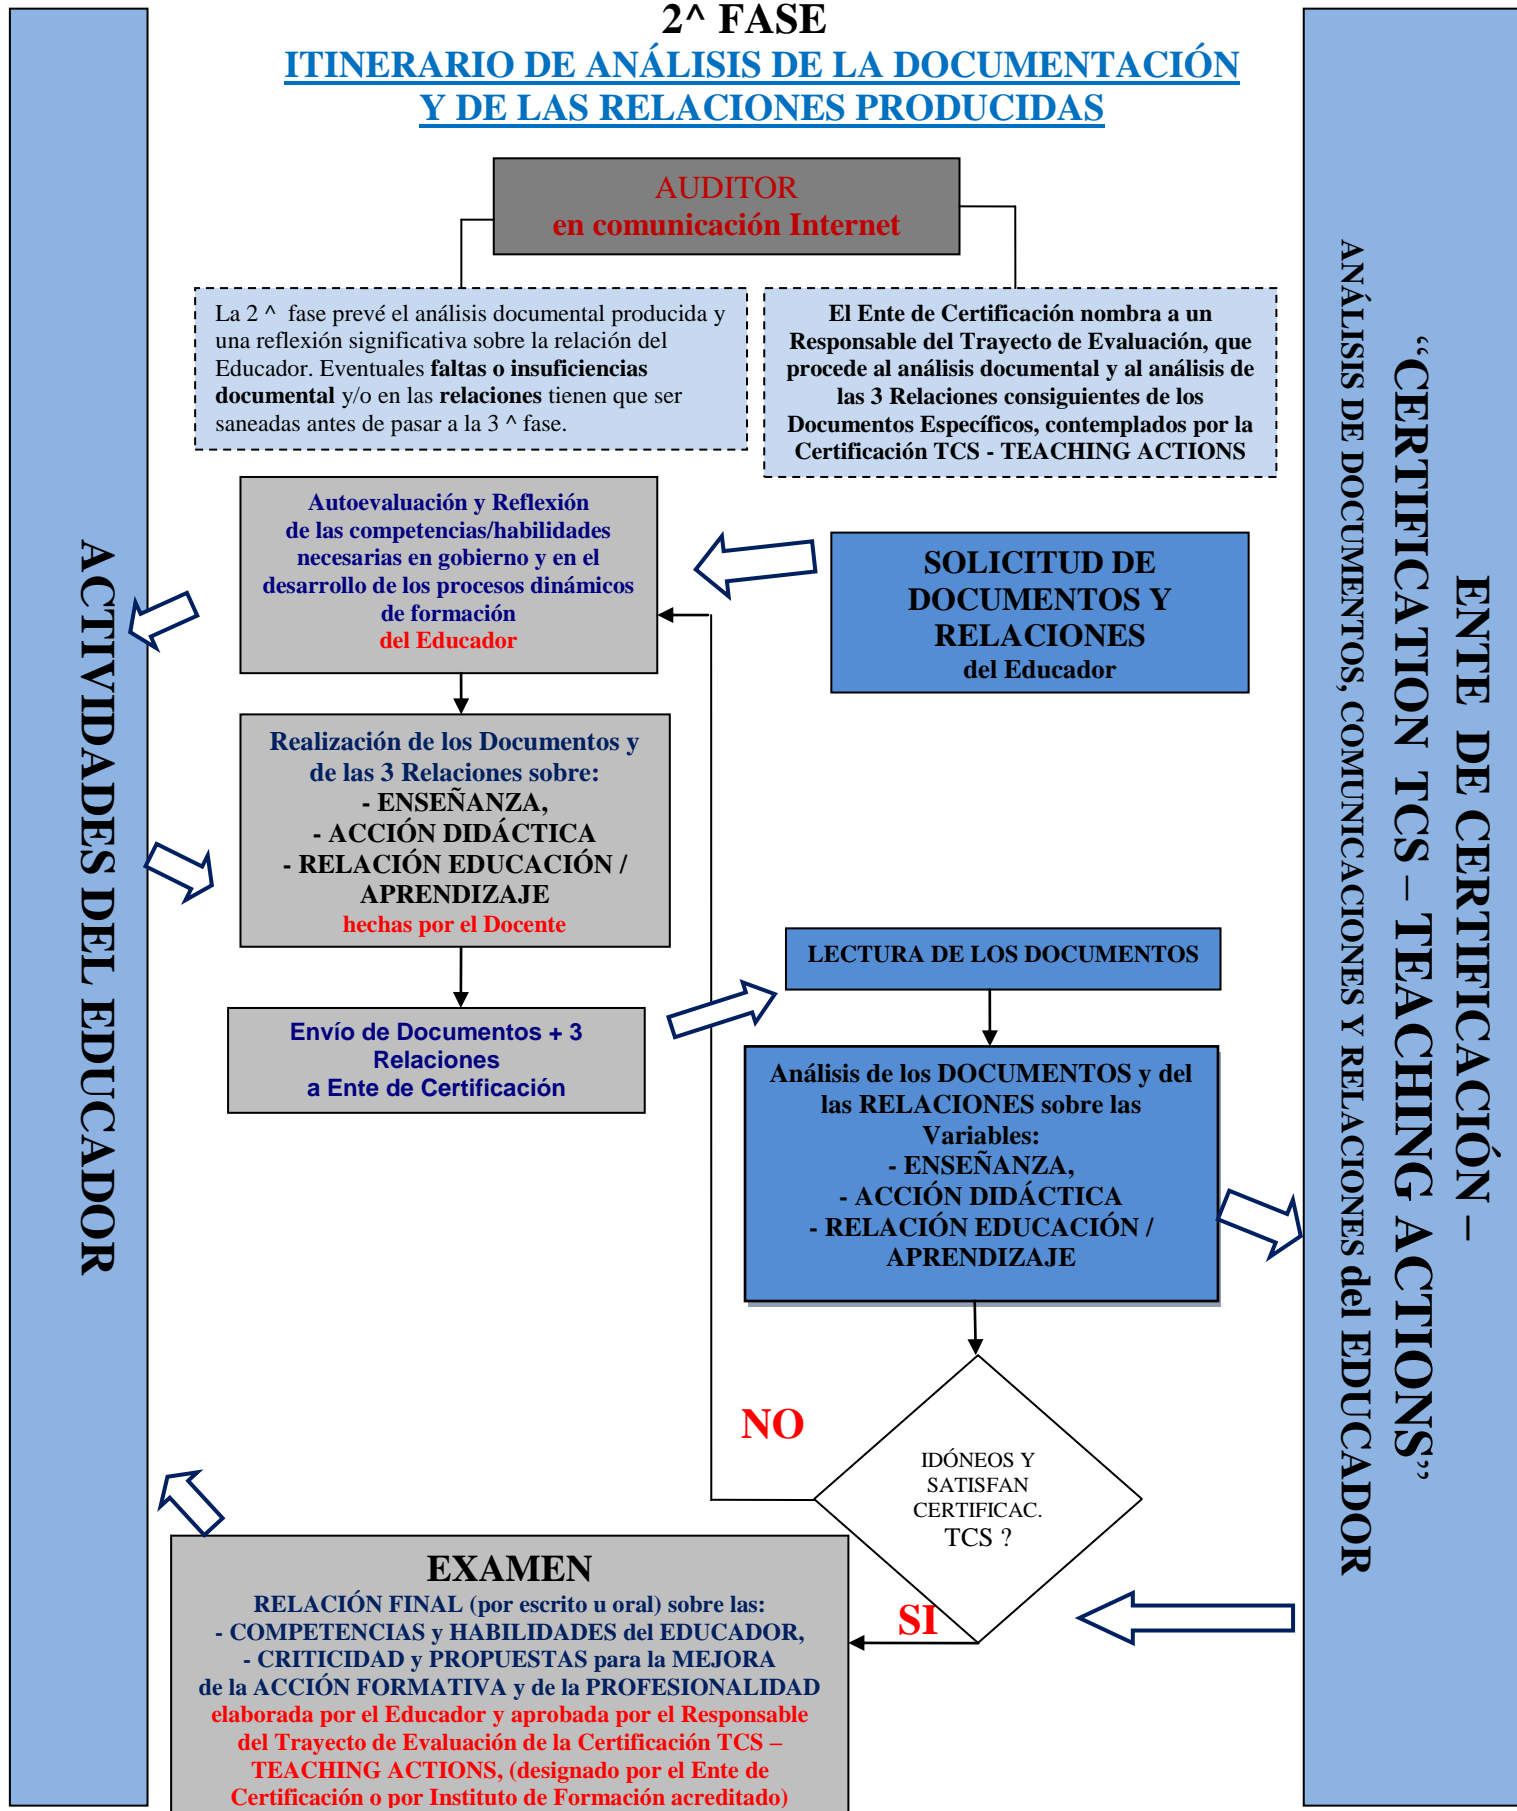 2^ FASE
ITINERARIO DE ANÁLISIS DE LA DOCUMENTACIÓN
Y DE LAS RELACIONES PRODUCIDAS
AUDITOR
en comunicación Internet
La 2 ^ fase prevé el análisis documental producida y
una reflexión significativa sobre la relación del
Educador. Eventuales faltas o insuficiencias
documental y/o en las relaciones tienen que ser
saneadas antes de pasar a la 3 ^ fase.
El Ente de Certificación nombra a un
Responsable del Trayecto de Evaluación, que
procede al análisis documental y al análisis de
las 3 Relaciones consiguientes de los
Documentos Específicos, contemplados por la
Certificación TCS - TEACHING ACTIONS
Autoevaluación y Reflexión
de las competencias/habilidades
necesarias en gobierno y en el
desarrollo de los procesos dinámicos
de formación
del Educador
SOLICITUD DE
DOCUMENTOS Y
RELACIONES
del Educador
Realización de los Documentos y
de las 3 Relaciones sobre:
- ENSEÑANZA,
- ACCIÓN DIDÁCTICA
- RELACIÓN EDUCACIÓN /
APRENDIZAJE
hechas por el Docente
Envío de Documentos + 3
Relaciones
a Ente de Certificación
LECTURA DE LOS DOCUMENTOS
Análisis de los DOCUMENTOS y del
las RELACIONES sobre las
Variables:
- ENSEÑANZA,
- ACCIÓN DIDÁCTICA
- RELACIÓN EDUCACIÓN /
APRENDIZAJE
NO
IDÓNEOS Y
SATISFAN
CERTIFICAC.
TCS ?
SI
EXAMEN
RELACIÓN FINAL (por escrito u oral) sobre las:
- COMPETENCIAS y HABILIDADES del EDUCADOR,
- CRITICIDAD y PROPUESTAS para la MEJORA
de la ACCIÓN FORMATIVA y de la PROFESIONALIDAD
elaborada por el Educador y aprobada por el Responsable
del Trayecto de Evaluación de la Certificación TCS –
TEACHING ACTIONS, (designado por el Ente de
Certificación o por Instituto de Formación acreditado)
ACTIVIDADES DEL EDUCADOR
ENTE DE CERTIFICACIÓN –
“CERTIFICATION TCS – TEACHING ACTIONS”
ANÁLISIS DE DOCUMENTOS, COMUNICACIONES Y RELACIONES del EDUCADOR